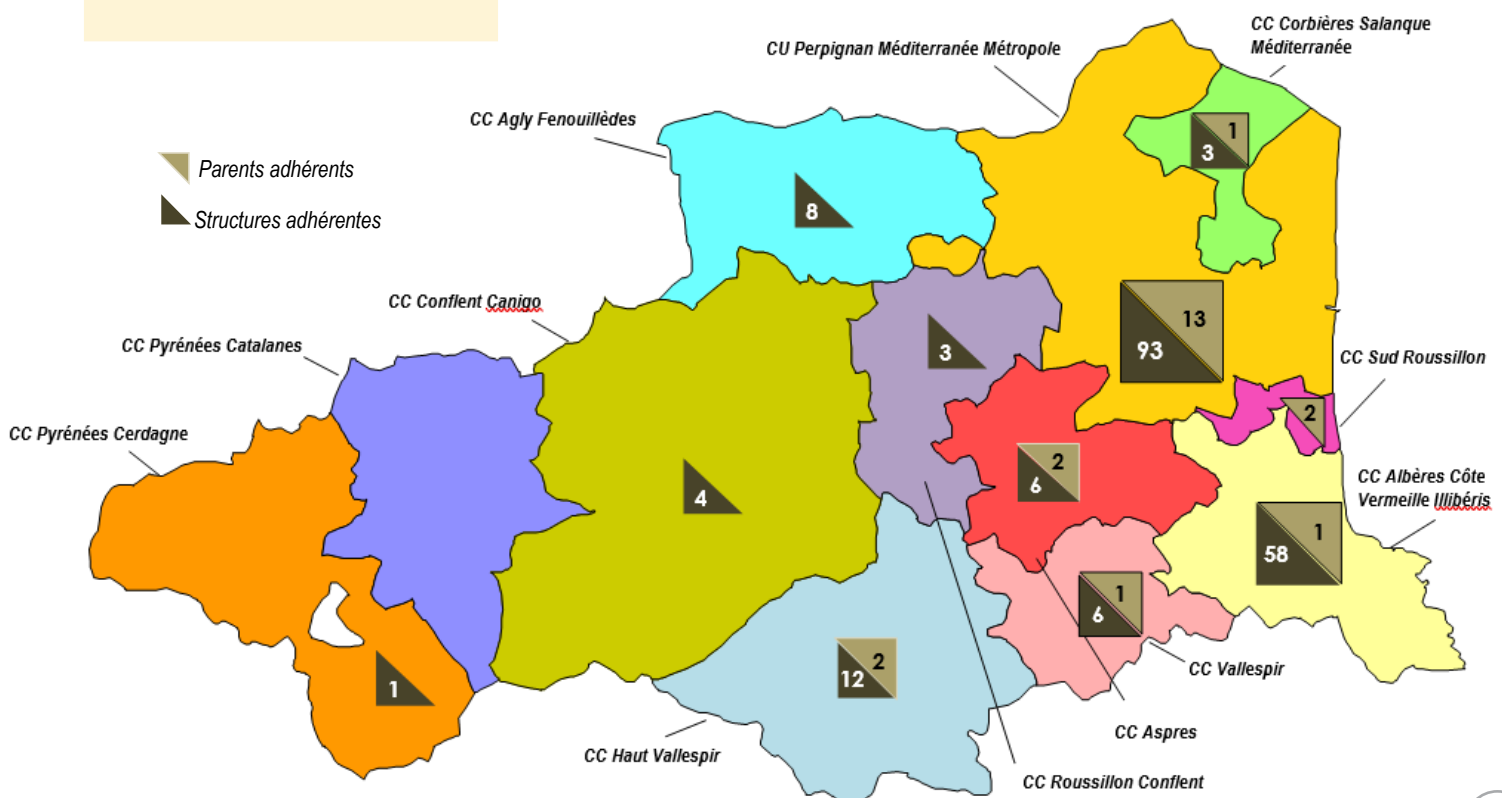 CC Corbières Salanque
Méditerranée
CU Perpignan Méditerranée Métropole
CC Agly Fenouillèdes
1
3
Parents adhérents
8
Structures adhérentes
CC Conflent Canigo
13
93
CC Pyrénées Catalanes
3
CC Sud Roussillon
2
CC Pyrénées Cerdagne
2
6
CC Albères Côte
Vermeille Illibéris
4
1
58
1
6
2
12
CC Vallespir
1
CC Aspres
CC Haut Vallespir
CC Roussillon Conflent